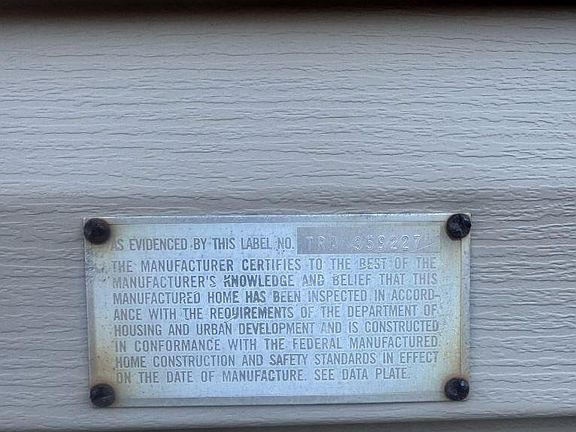 AS EVIDENCED BY THIS LABEL NO. TRA 359227
THE MANUFACTURER CERTIFIES TO THE BEST OF THE
MANUFACTURER'S KNOWLEDGE AND BELIEF THAT THIS
MANUFACTURED HOME HAS BEEN INSPECTED IN ACCORD-
ANCE WITH THE REQUIREMENTS OF THE DEPARTMENT OF
HOUSING AND URBAN DEVELOPMENT AND IS CONSTRUCTED
IN CONFORMANCE WITH THE FEDERAL MANUFACTURED
HOME CONSTRUCTION AND SAFETY STANDARDS IN EFFECT
ON THE DATE OF MANUFACTURE. SEE DATA PLATE.